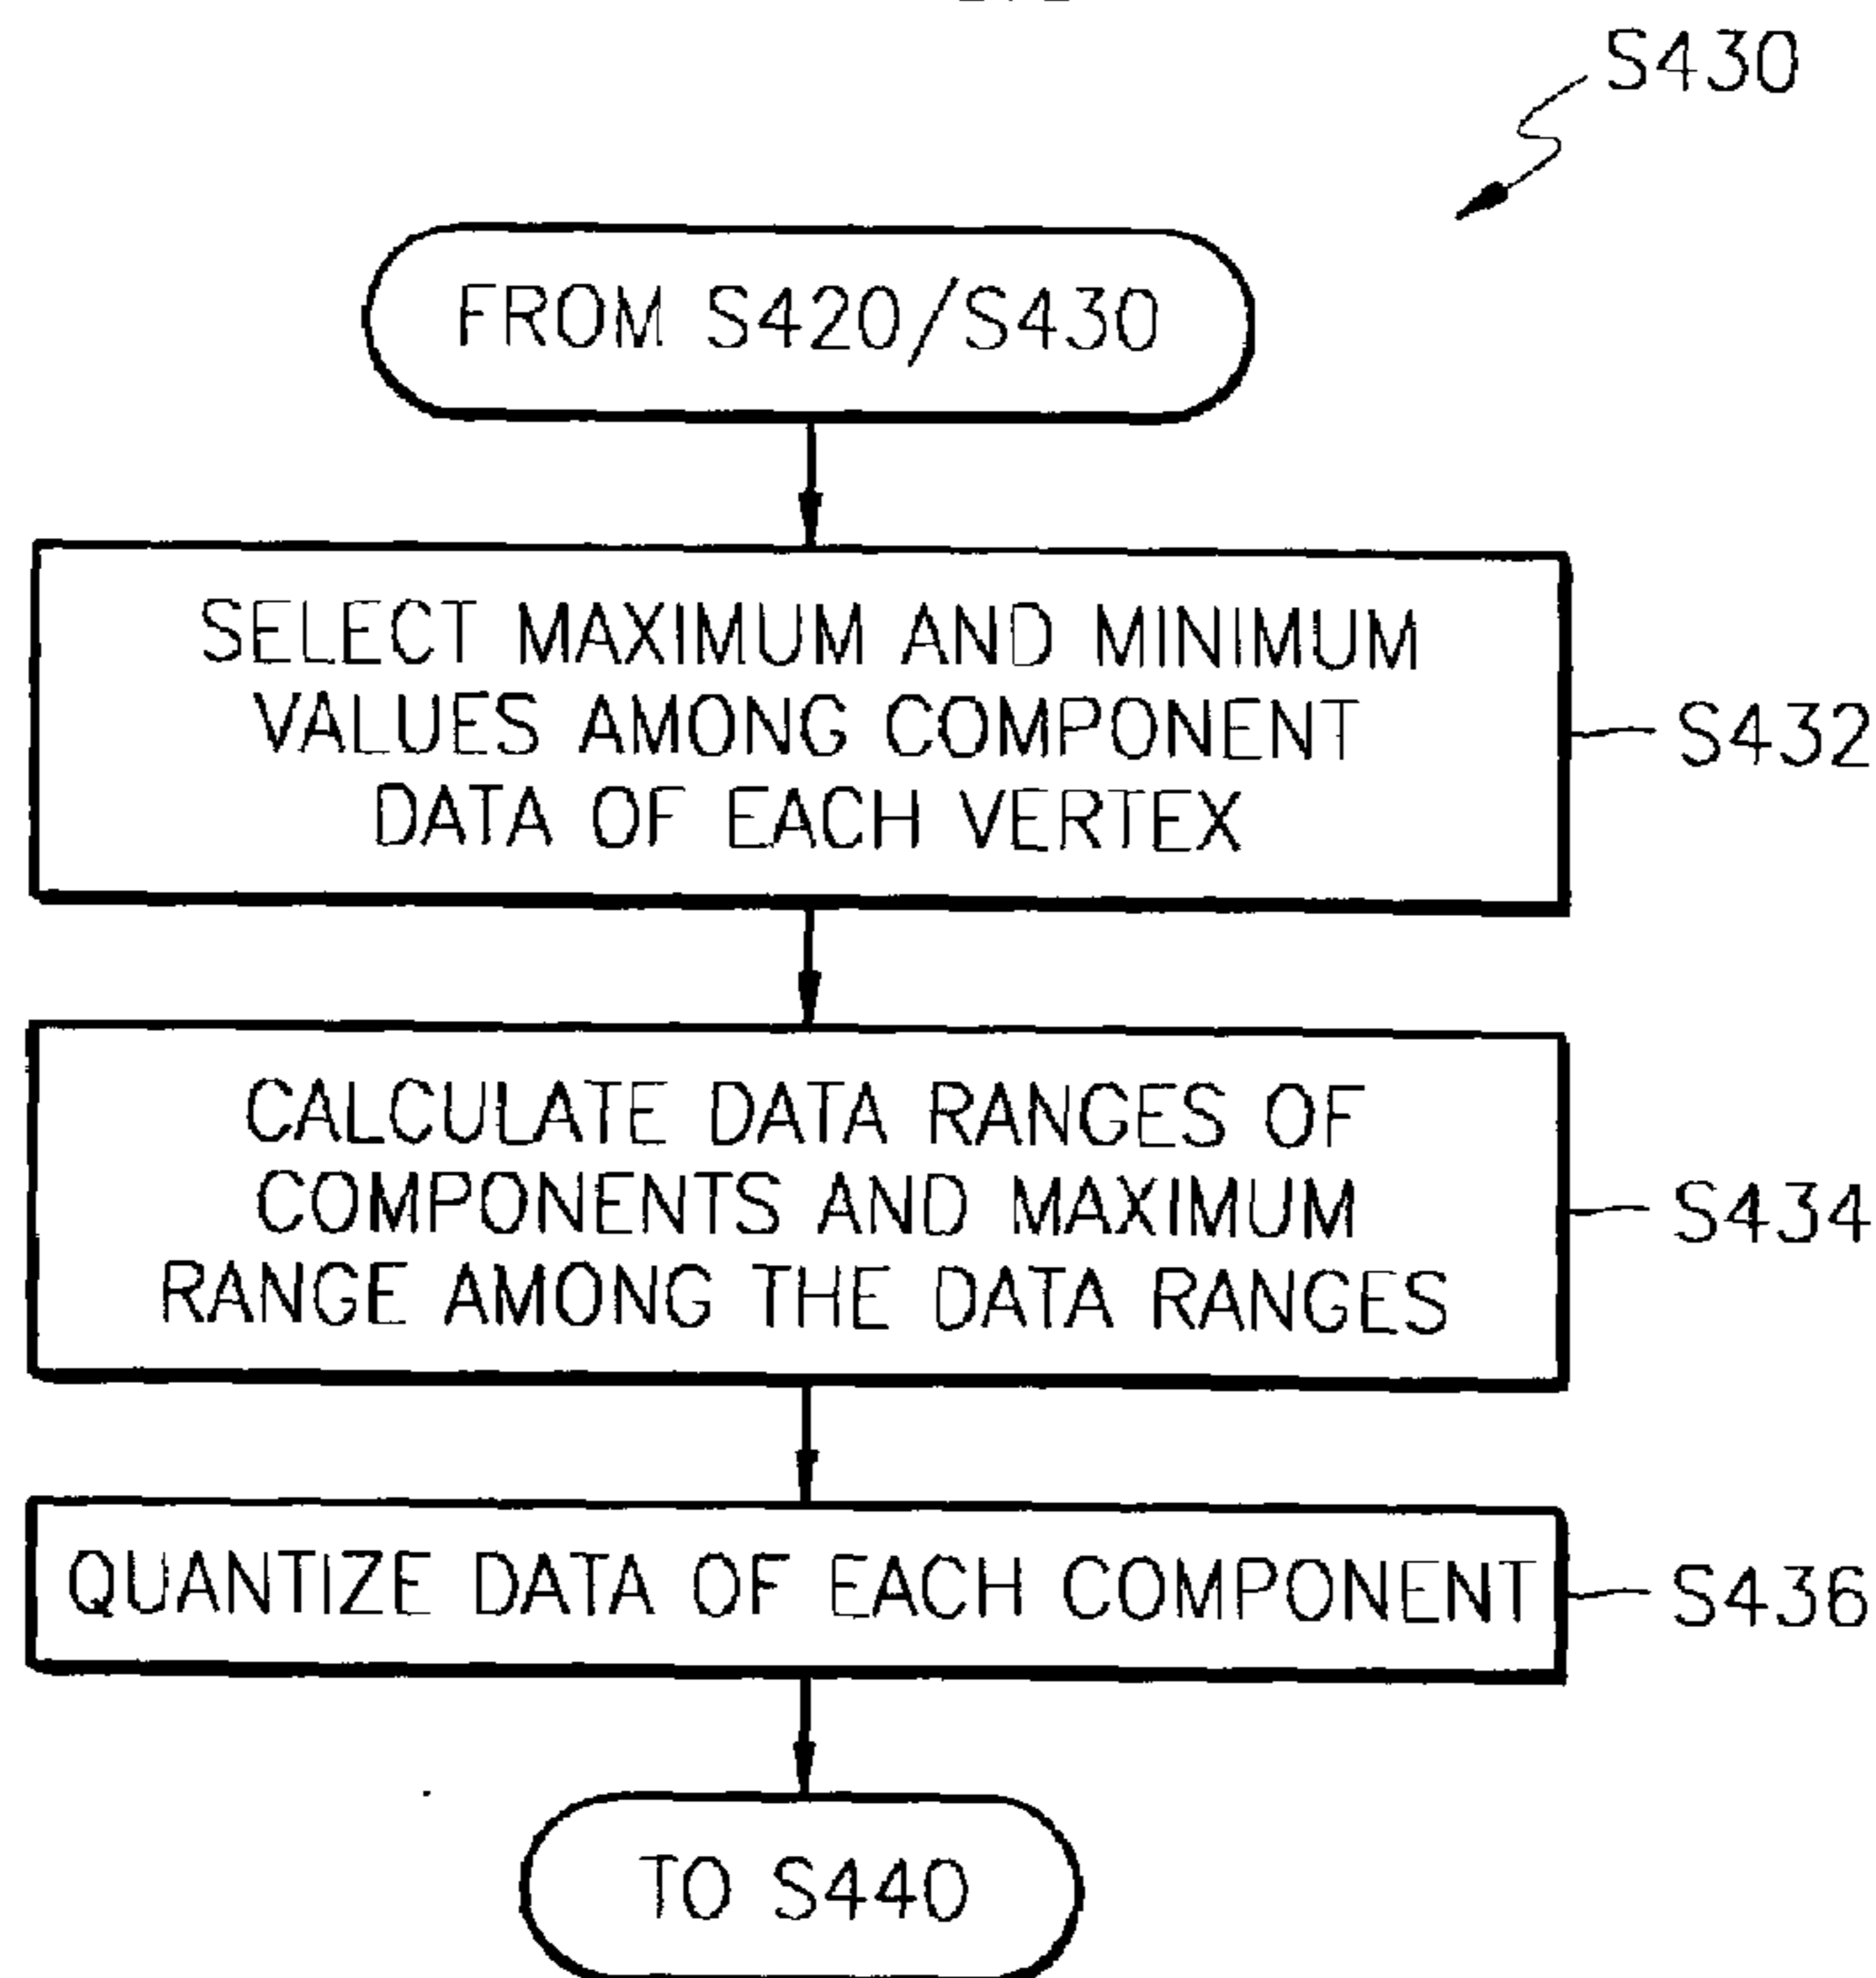 S430
FROM S420/S430
SELECT MAXIMUM AND MINIMUM
VALUES AMONG COMPONENT
DATA OF EACH VERTEX
S432
CALCULATE DATA RANGES OF
COMPONENTS AND MAXIMUM
RANGE AMONG THE DATA RANGES
S434
QUANTIZE DATA OF EACH COMPONENT
S436
TO S440